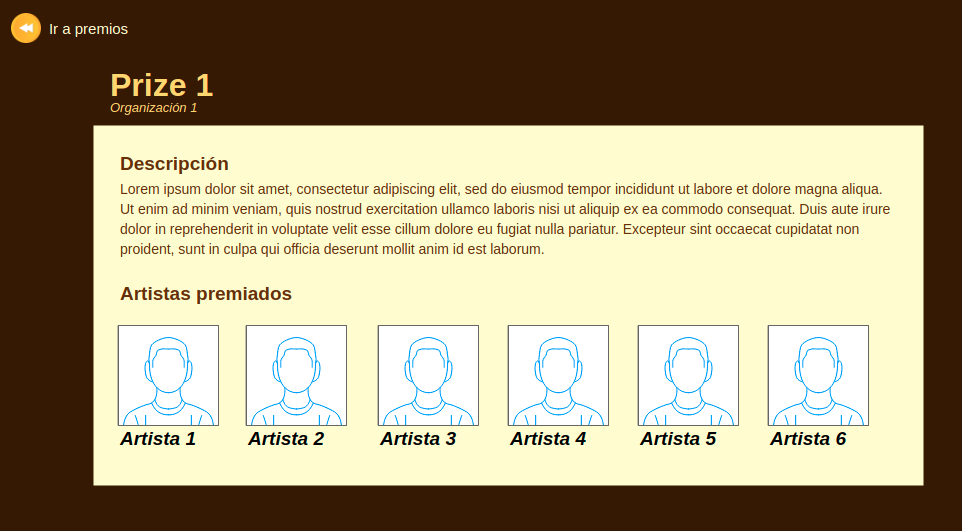 Ir a premios
Prize 1
Organización 1
Descripción
Lorem ipsum dolor sit amet, consectetur adipiscing elit, sed do eiusmod tempor incididunt ut labore et dolore magna aliqua.
Ut enim ad minim veniam, quis nostrud exercitation ullamco laboris nisi ut aliquip ex ea commodo consequat. Duis aute irure
dolor in reprehenderit in voluptate velit esse cillum dolore eu fugiat nulla pariatur. Excepteur sint occaecat cupidatat non
proident, sunt in culpa qui officia deserunt mollit anim id est laborum.
Artistas premiados
Artista 1 Artista 2 Artista 3 Artista 4 Artista 5 Artista 6